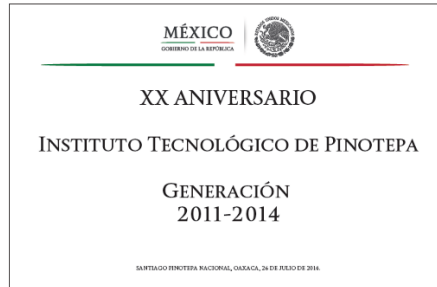 MÉXICO
GOBIERNO DE LA REPÚBLICA
XX ANIVERSARIO
INSTITUTO TECNOLÓGICO DE PINOTEPA
GENERACIÓN
2011-2014
SANTIAGO PINOTEPA NACIONAL, OAXACA, 26 DE JULIO DE 2014.